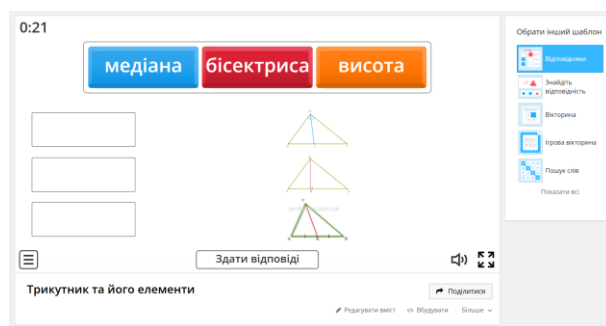 0:21
медіана
бісектриса
висота
Здати відповіді
Трикутник та його елементи
Поділитися
Редагувати вміст
Вбудувати
Більше
Обрати інший шаблон
Відповідники
Знайдіть
відповідність
Вікторина
Ігрова вікторина
Пошук слів
Показати всі